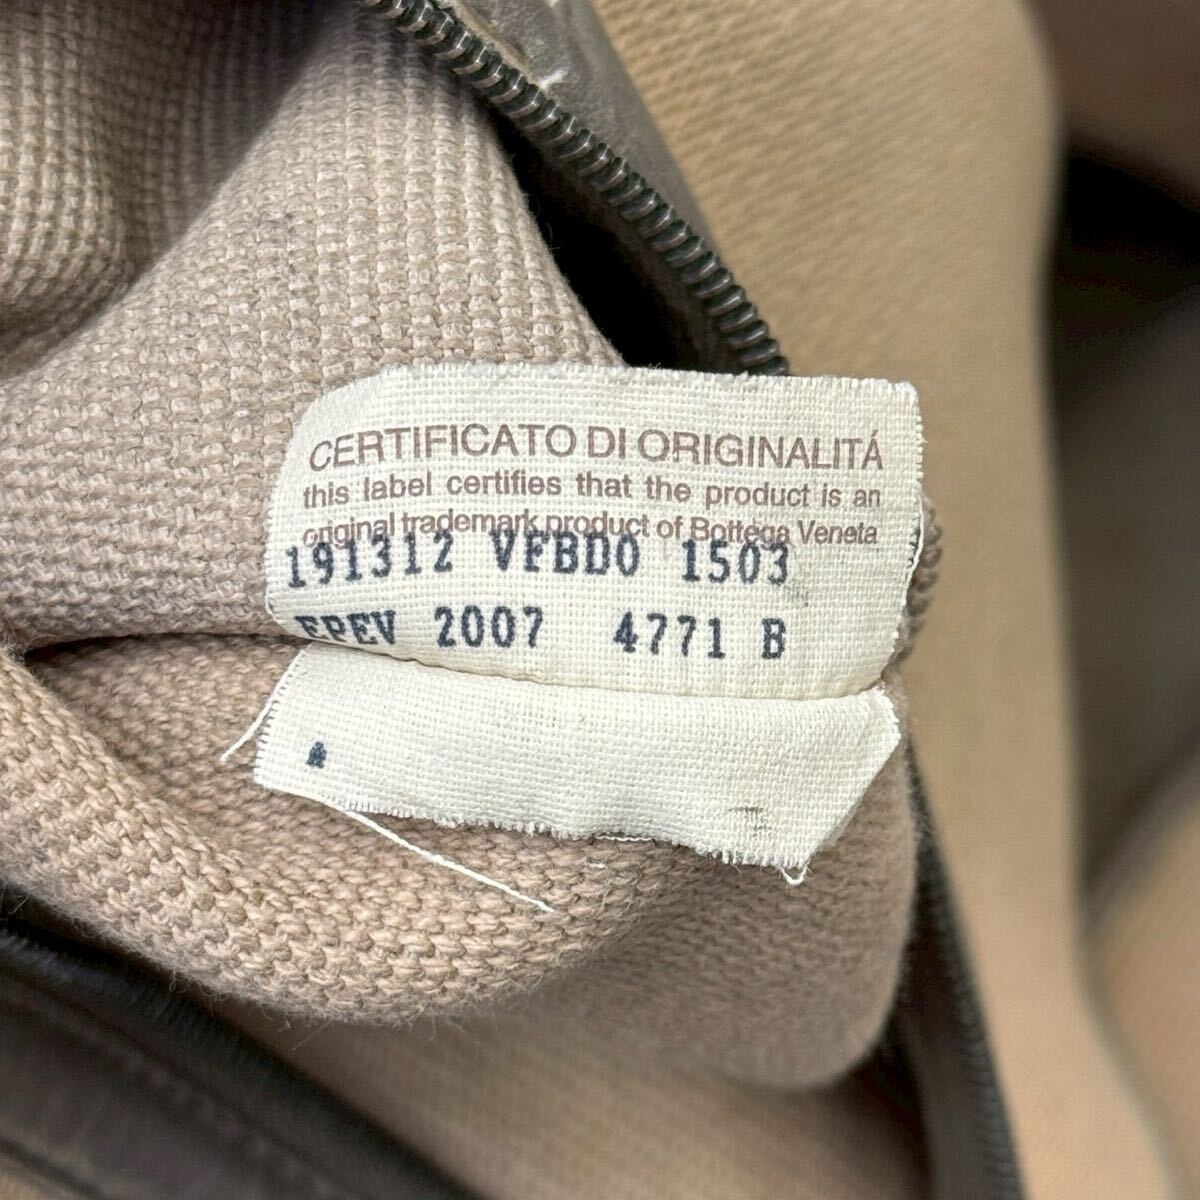 CERTIFICATO DI ORIGINALITÁ
this label certifies that the product is an
original trademark product of Bottega Veneta
191312 VFBD0 1503
EPEV 2007 4771 B
A